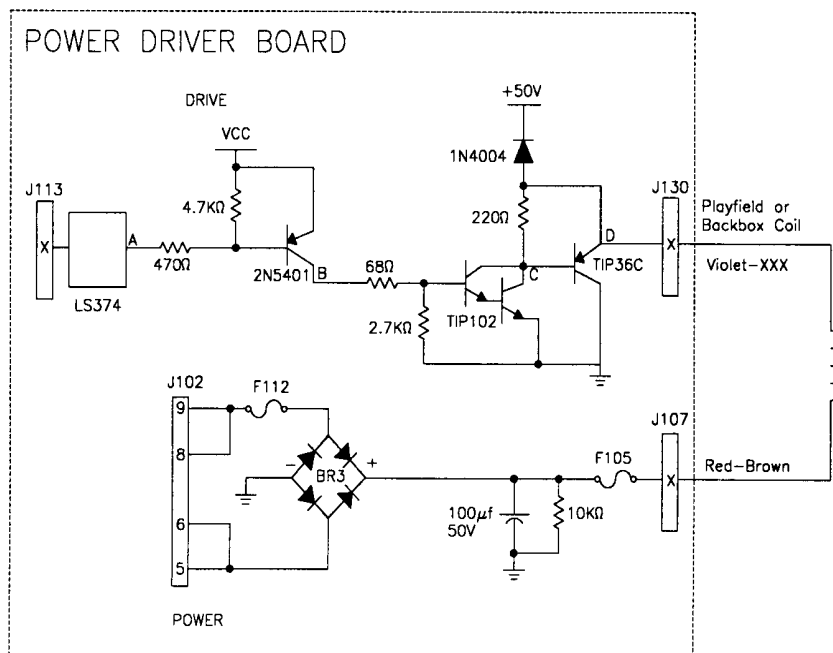 POWER DRIVER BOARD
DRIVE
+50V
VCC
1N4004
J113
J130
4.7KΩ
220Ω
Playfield or
Backbox Coil
X
A
D
X
470Ω
2N5401
B
68Ω
C
TIP36C
Violet-XXX
LS374
TIP102
2.7KΩ
J102
F112
9
J107
8
-
BR3
+
F105
Red-Brown
X
6
100µf
50V
10KΩ
5
POWER